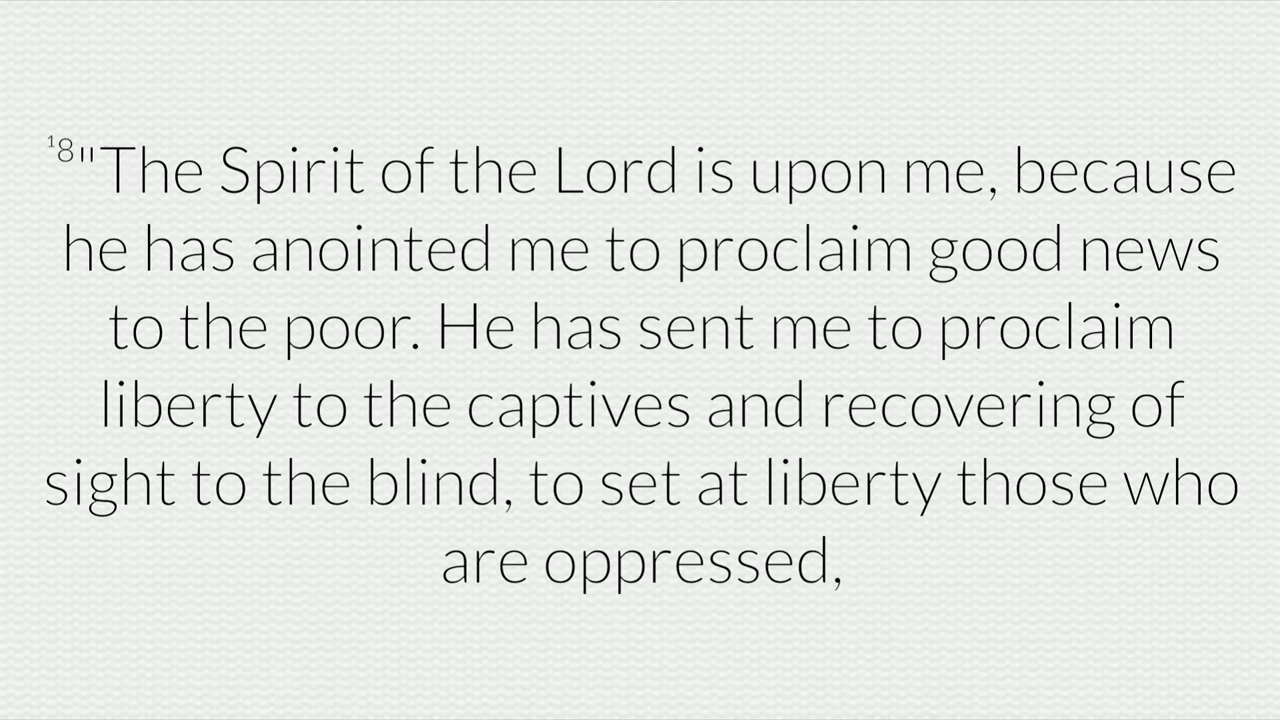 ¹⁸"The Spirit of the Lord is upon me, because
he has anointed me to proclaim good news
to the poor. He has sent me to proclaim
liberty to the captives and recovering of
sight to the blind, to set at liberty those who
are oppressed,